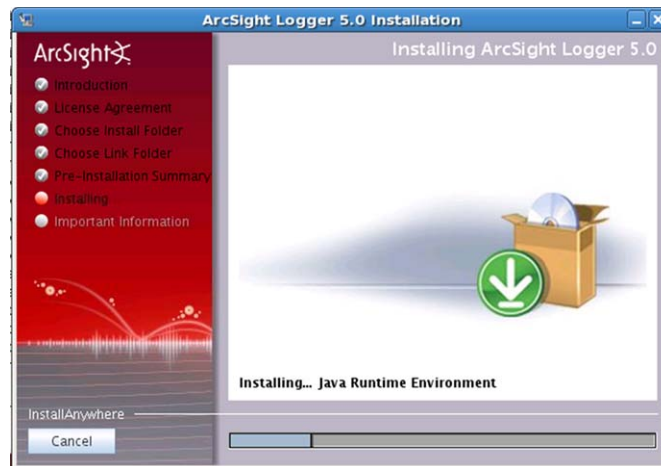 ArcSight Logger 5.0 Installation
ArcSight
Installing ArcSight Logger 5.0
Introduction
License Agreement
Choose Install Folder
Choose Link Folder
Pre-Installation Summary
Installing
Important Information
Installing... Java Runtime Environment
InstallAnywhere
Cancel